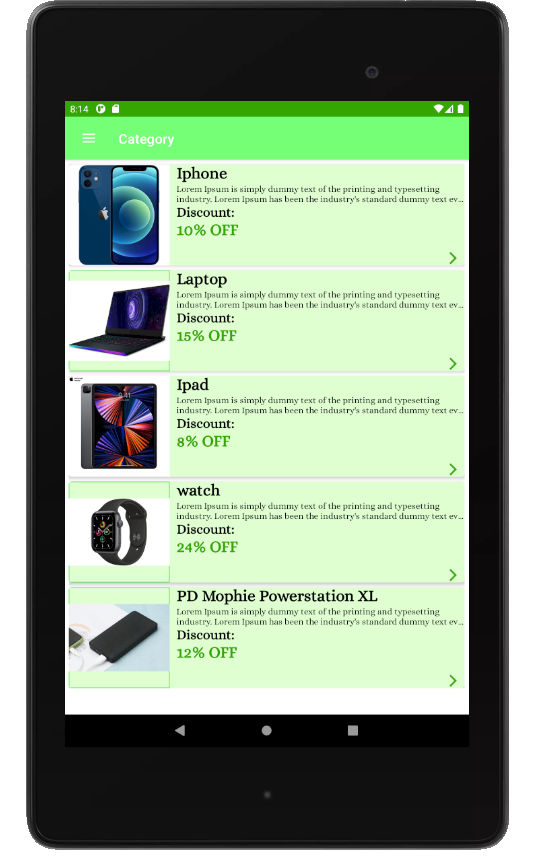 8:14
Category
Iphone
Lorem Ipsum is simply dummy text of the printing and typesetting
industry. Lorem Ipsum has been the industry's standard dummy text ev...
Discount:
10% OFF
Laptop
Lorem Ipsum is simply dummy text of the printing and typesetting
industry. Lorem Ipsum has been the industry's standard dummy text ev...
Discount:
15% OFF
Ipad
9:41
Lorem Ipsum is simply dummy text of the printing and typesetting
industry. Lorem Ipsum has been the industry's standard dummy text ev...
Discount:
8% OFF
watch
Lorem Ipsum is simply dummy text of the printing and typesetting
industry. Lorem Ipsum has been the industry's standard dummy text ev...
Discount:
24% OFF
PD Mophie Powerstation XL
Lorem Ipsum is simply dummy text of the printing and typesetting
industry. Lorem Ipsum has been the industry's standard dummy text ev...
Discount:
12% OFF